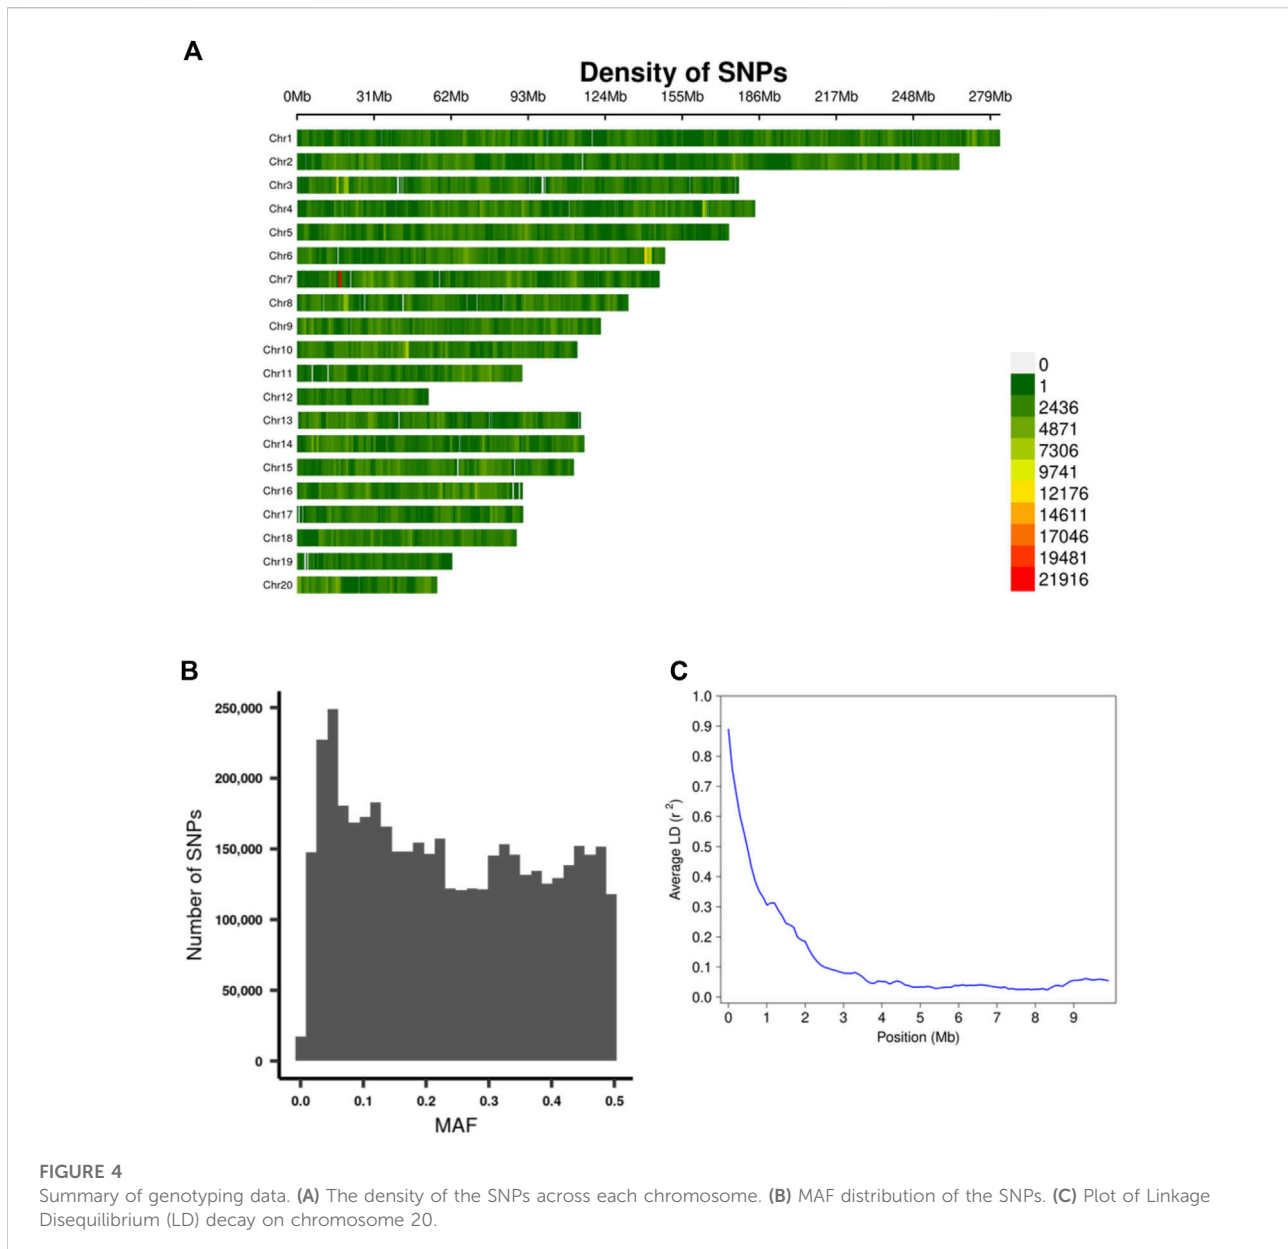 A
Density of SNPs
0Mb 31Mb 62Mb 93Mb 124Mb 155Mb 186Mb 217Mb 248Mb 279Mb
Chr1
Chr2
Chr3
Chr4
Chr5
Chr6
Chr7
Chr8
Chr9
Chr10
Chr11
Chr12
Chr13
Chr14
Chr15
Chr16
Chr17
Chr18
Chr19
Chr20
0
1
2436
4871
7306
9741
12176
14611
17046
19481
21916
B
Number of SNPs
250,000
200,000
150,000
100,000
50,000
0
0.0 0.1 0.2 0.3 0.4 0.5
MAF
C
Average LD (r²)
1.0
0.9
0.8
0.7
0.6
0.5
0.4
0.3
0.2
0.1
0.0
0 1 2 3 4 5 6 7 8 9
Position (Mb)
FIGURE 4
Summary of genotyping data. (A) The density of the SNPs across each chromosome. (B) MAF distribution of the SNPs. (C) Plot of Linkage
Disequilibrium (LD) decay on chromosome 20.